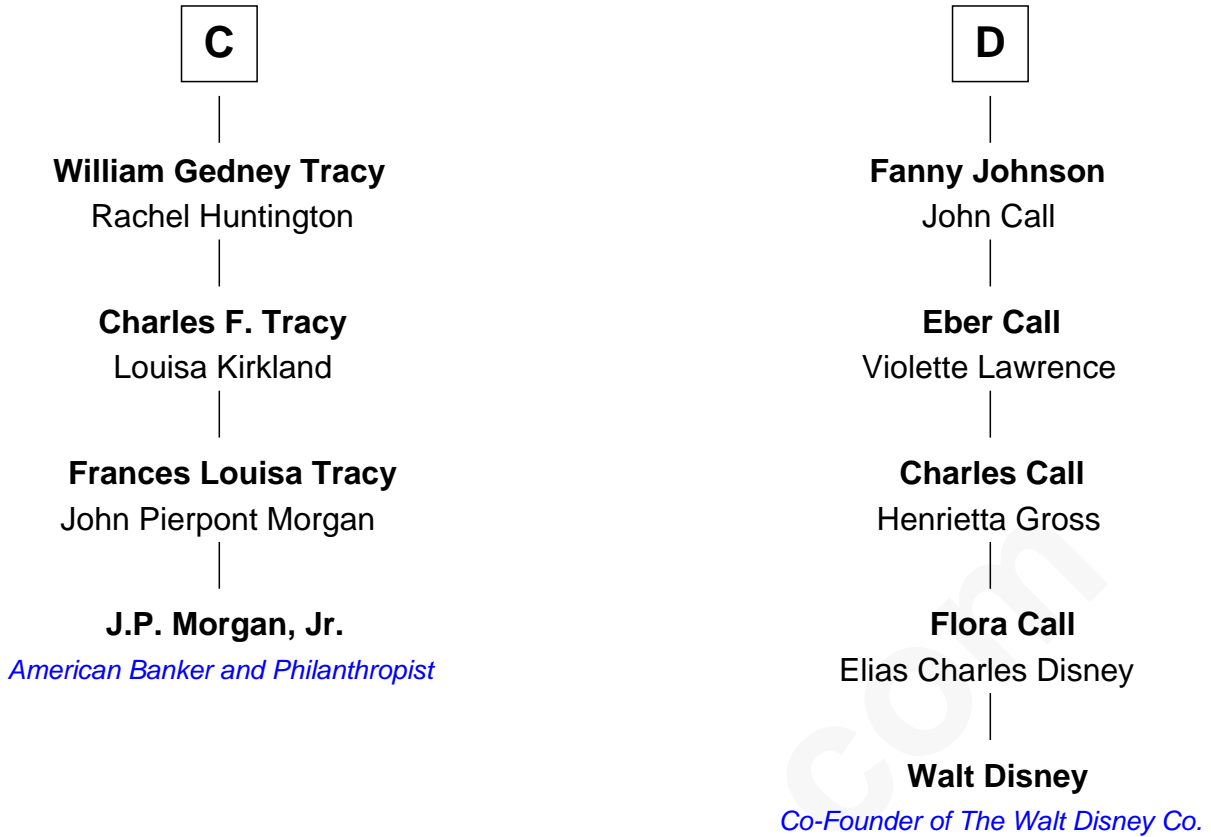 C
William Gedney Tracy
Rachel Huntington
Charles F. Tracy
Louisa Kirkland
Frances Louisa Tracy
John Pierpont Morgan
J.P. Morgan, Jr.
American Banker and Philanthropist
D
Fanny Johnson
John Call
Eber Call
Violette Lawrence
Charles Call
Henrietta Gross
Flora Call
Elias Charles Disney
Walt Disney
Co-Founder of The Walt Disney Co.
com